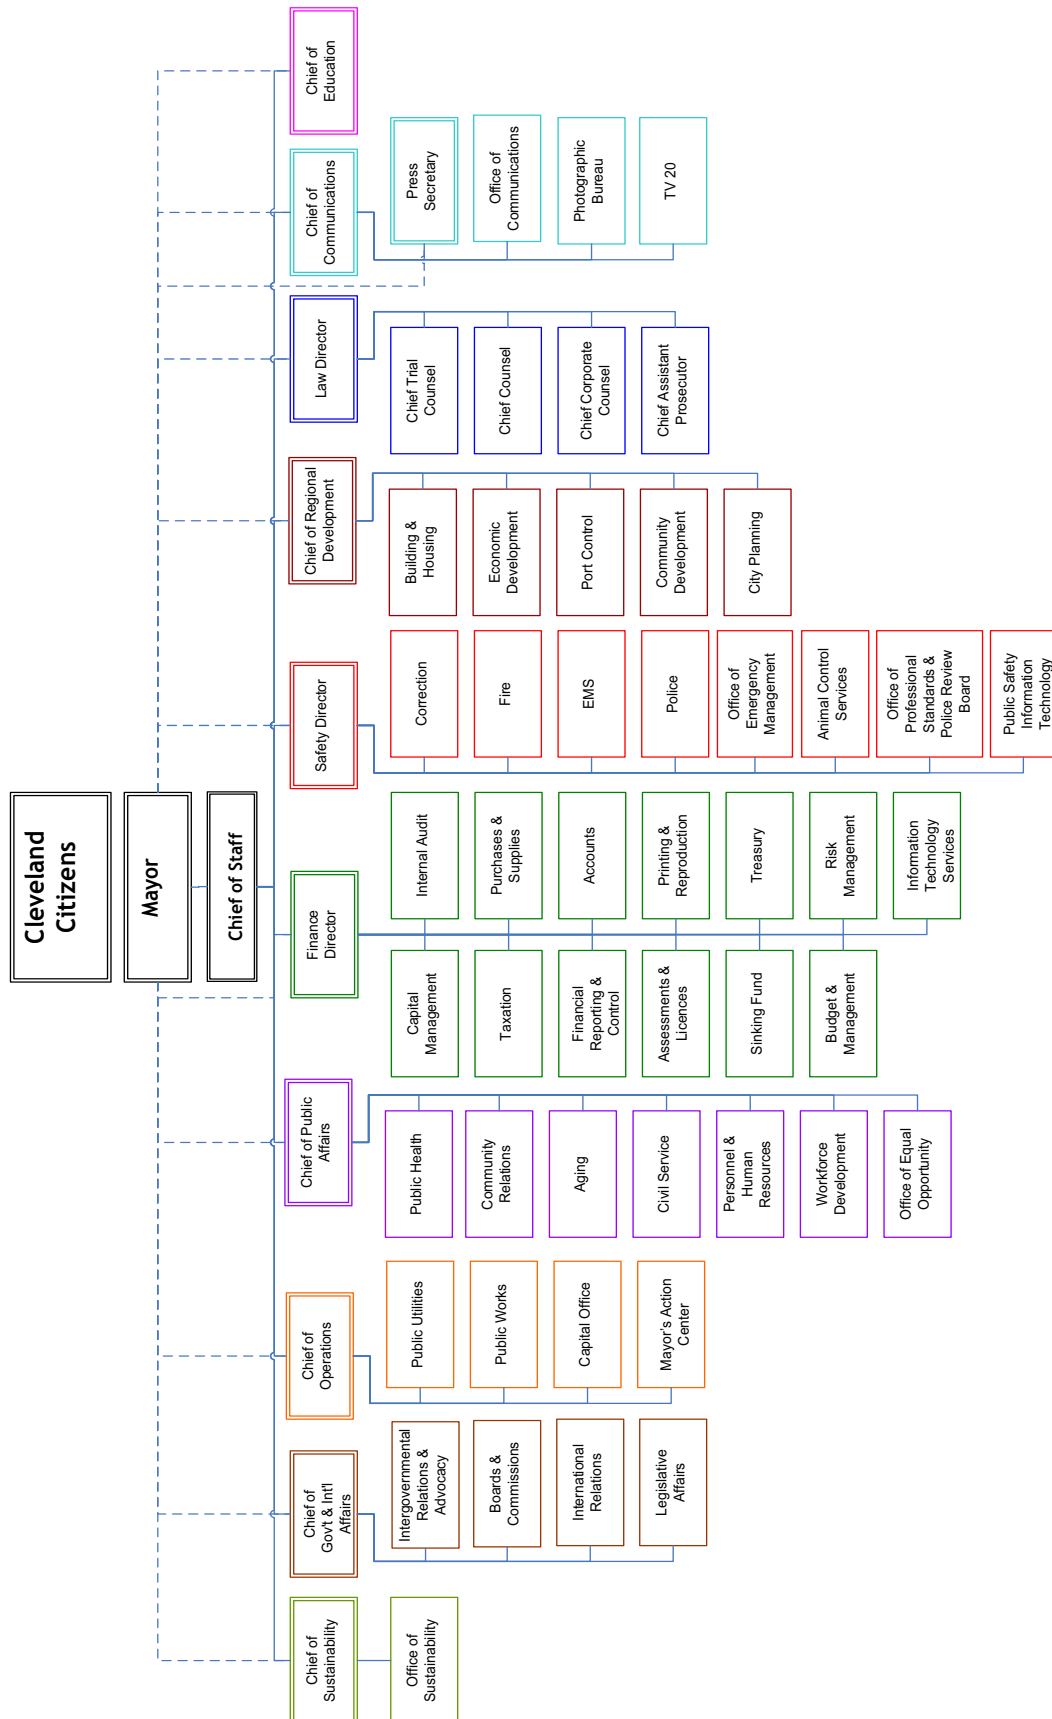 Cleveland
Citizens
Mayor
Chief of Staff
Chief of
Sustainability
Chief of
Gov't & Int'l
Affairs
Chief of
Operations
Chief of Public
Affairs
Finance
Director
Safety Director
Chief of Regional
Development
Law Director
Chief of
Communications
Chief of
Education
Office of
Sustainability
Intergovernmental
Relations &
Advocacy
Boards &
Commissions
International
Relations
Legislative
Affairs
Public Utilities
Public Works
Capital Office
Mayor's Action
Center
Public Health
Community
Relations
Aging
Civil Service
Personnel &
Human
Resources
Workforce
Development
Office of Equal
Opportunity
Capital
Management
Taxation
Financial
Reporting &
Control
Assessments &
Licences
Sinking Fund
Budget &
Management
Internal Audit
Purchases &
Supplies
Accounts
Printing &
Reproduction
Treasury
Risk
Management
Information
Technology
Services
Correction
Fire
EMS
Police
Office of
Emergency
Management
Animal Control
Services
Office of
Professional
Standards &
Police Review
Board
Public Safety
Information
Technology
Building &
Housing
Economic
Development
Port Control
Community
Development
City Planning
Chief Trial
Counsel
Chief Counsel
Chief Corporate
Counsel
Chief Assistant
Prosecutor
Press
Secretary
Office of
Communications
Photographic
Bureau
TV 20